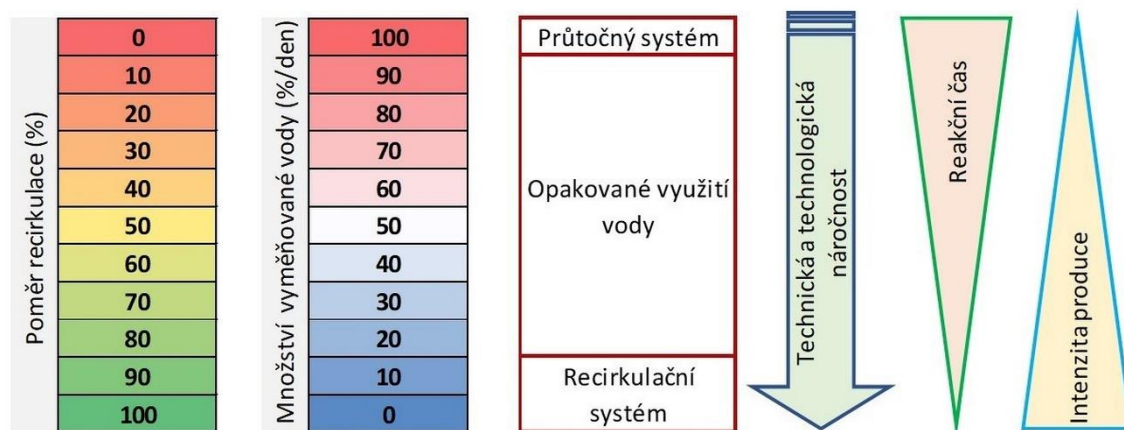 Poměr recirkulace (%)
0
10
20
30
40
50
60
70
80
90
100
Množství vyměňované vody (%/den)
100
90
80
70
60
50
40
30
20
10
0
Průtočný systém
Opakované využití
vody
Recirkulační
systém
Technická a technologická
náročnost
Reakční čas
Intenzita produce